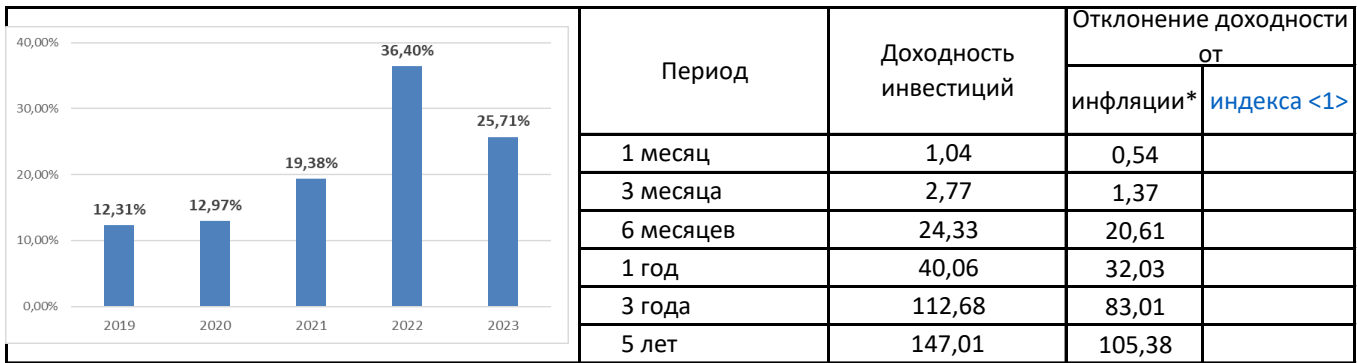 40,00%
30,00%
20,00%
10,00%
0,00%
12,31%
12,97%
19,38%
36,40%
25,71%
2019 2020 2021 2022 2023
Период
Доходность
инвестиций
Отклонение доходности
от
инфляции* индекса <1>
1 месяц 1,04 0,54
3 месяца 2,77 1,37
6 месяцев 24,33 20,61
1 год 40,06 32,03
3 года 112,68 83,01
5 лет 147,01 105,38